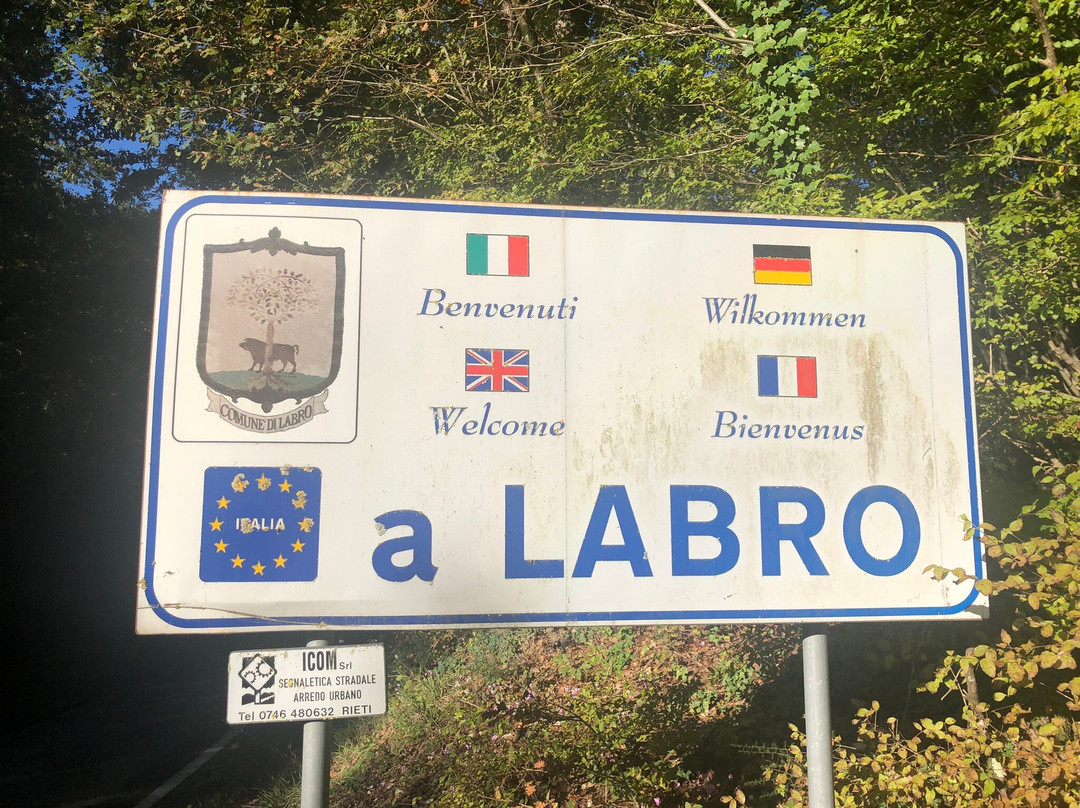 Benvenuti
Wilkommen
Welcome
Bienvenus
COMUNE DI LABRO
ITALIA
a LABRO
ICOM Srl
SEGNALETICA STRADALE
ARREDO URBANO
Tel 0746 480632 RIETI